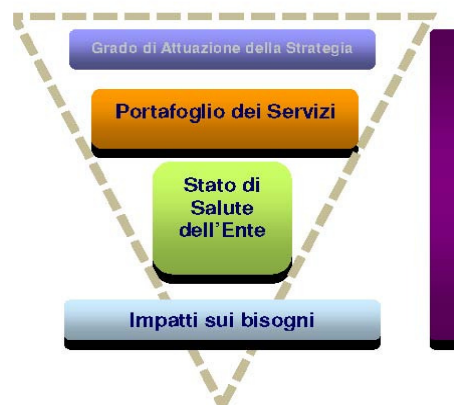 Grado di Attuazione della Strategia
Portafoglio dei Servizi
Stato di
Salute
dell'Ente
Impatti sui bisogni